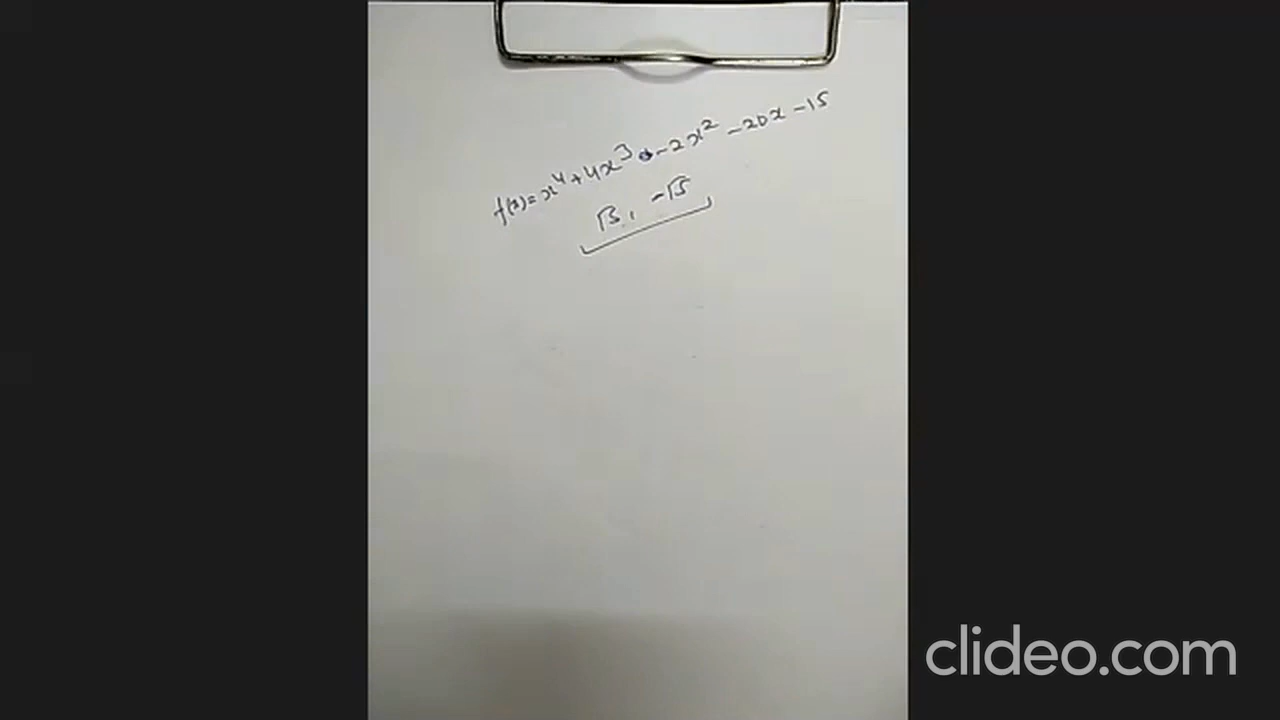 f(x)= x⁴ + 4x³ - 2x² - 20x - 15
√5, -√5
clideo.com